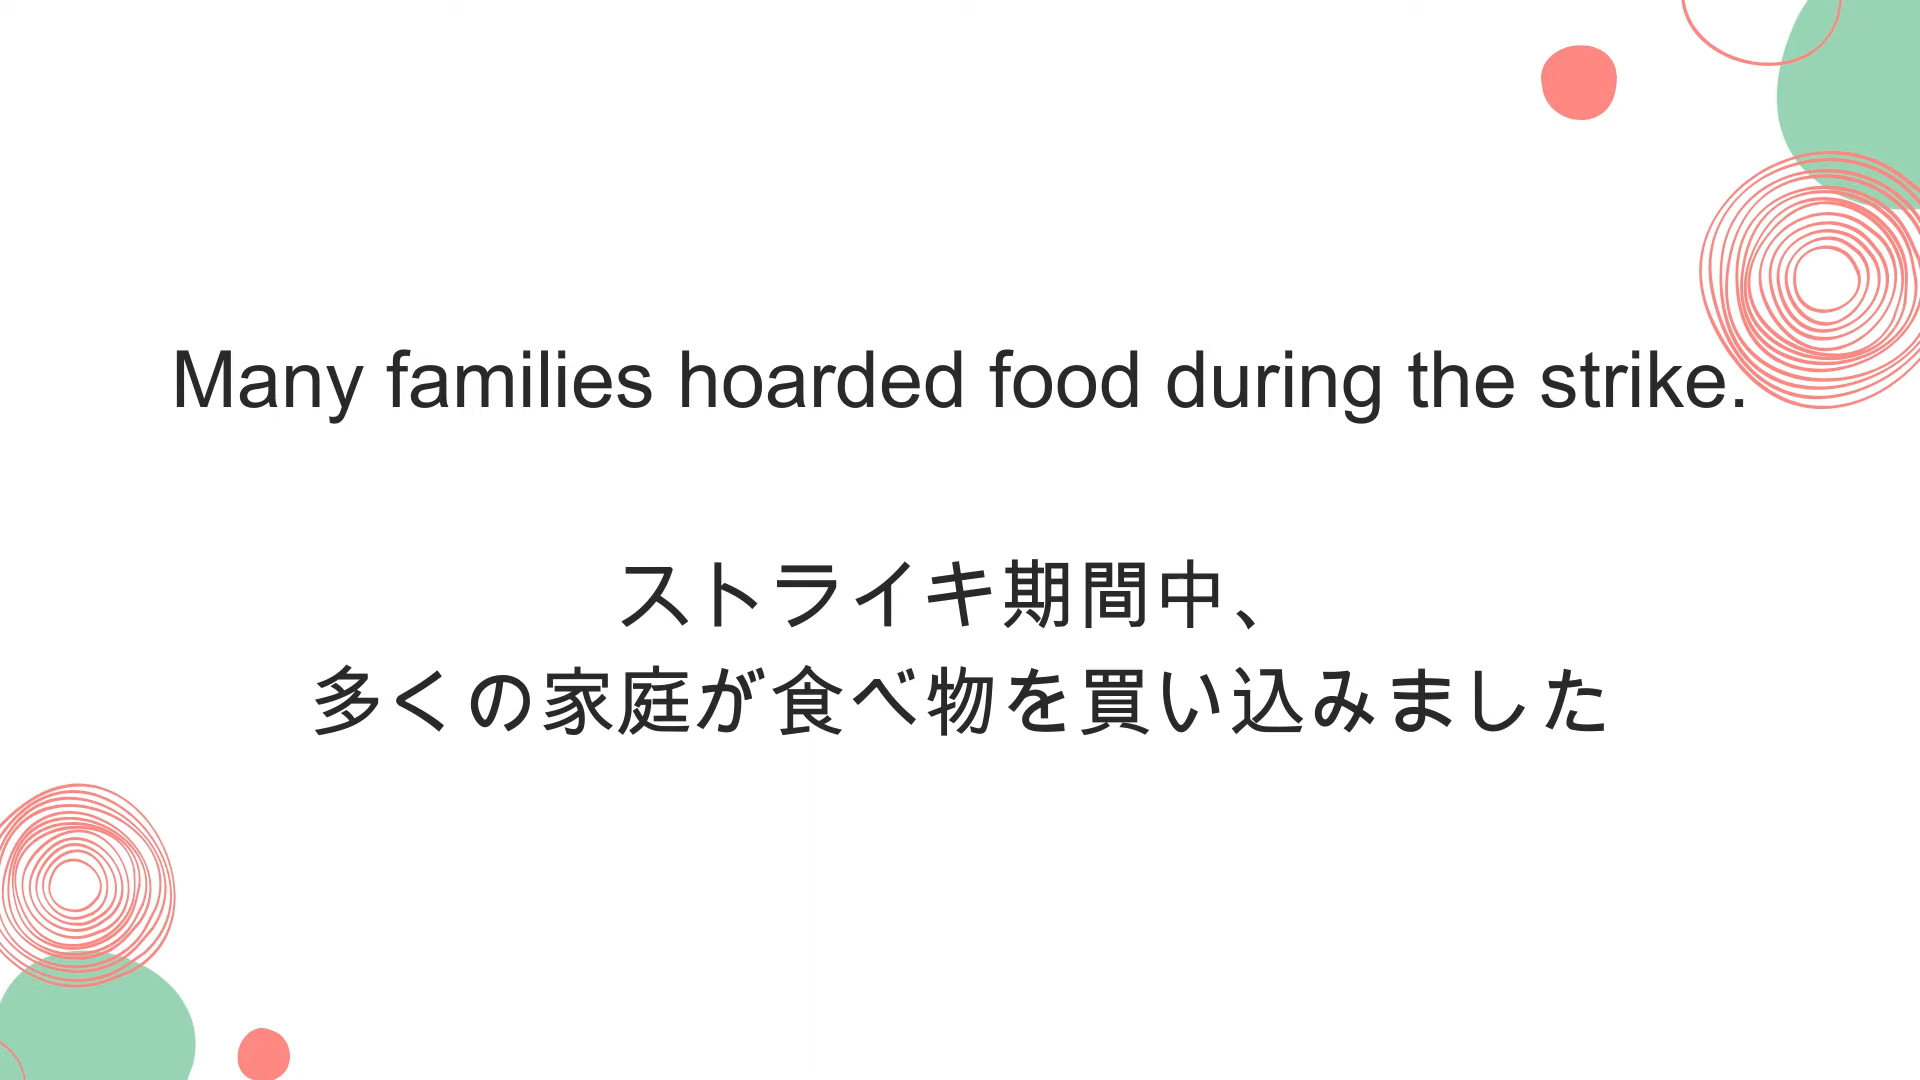 Many families hoarded food during the strike.
ストライキ期間中、
多くの家庭が食べ物を買い込みました